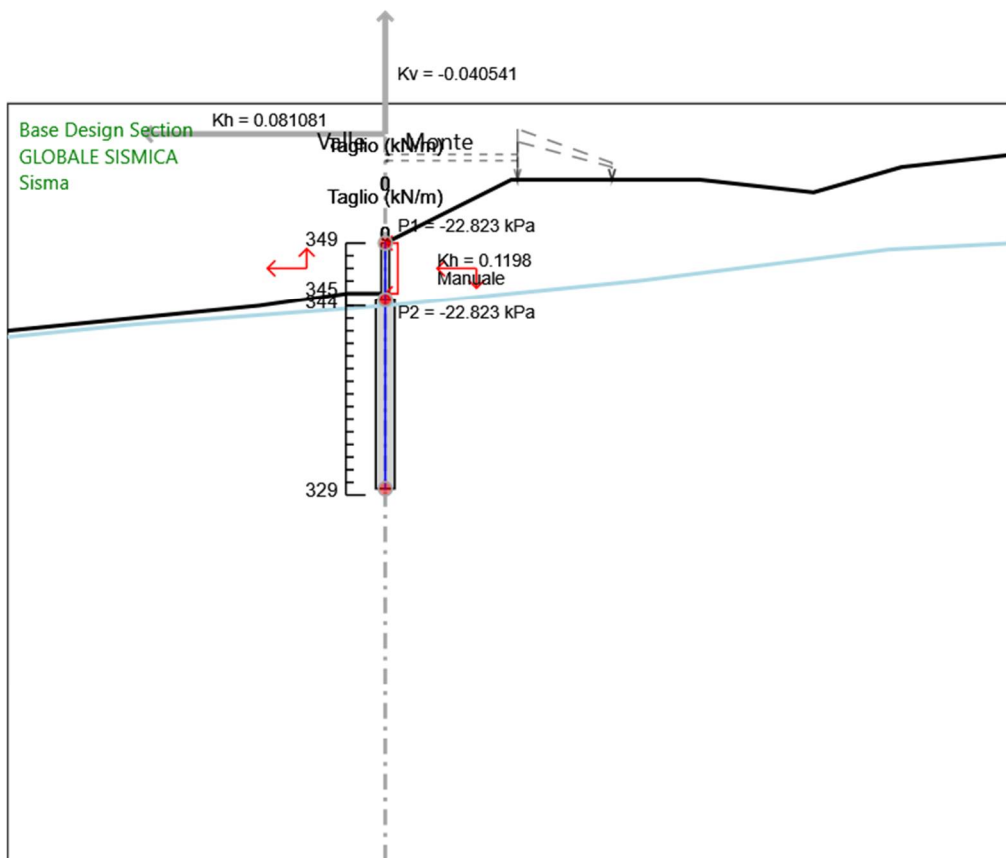 Kv = -0.040541
Kh = 0.081081
Base Design Section
GLOBALE SISMICA
Sisma
Valle Monte
Taglio (kN/m)
0
Taglio (kN/m)
0
P1 = -22.823 kPa
349
Kh = 0.1198
Manuale
345
344
P2 = -22.823 kPa
329